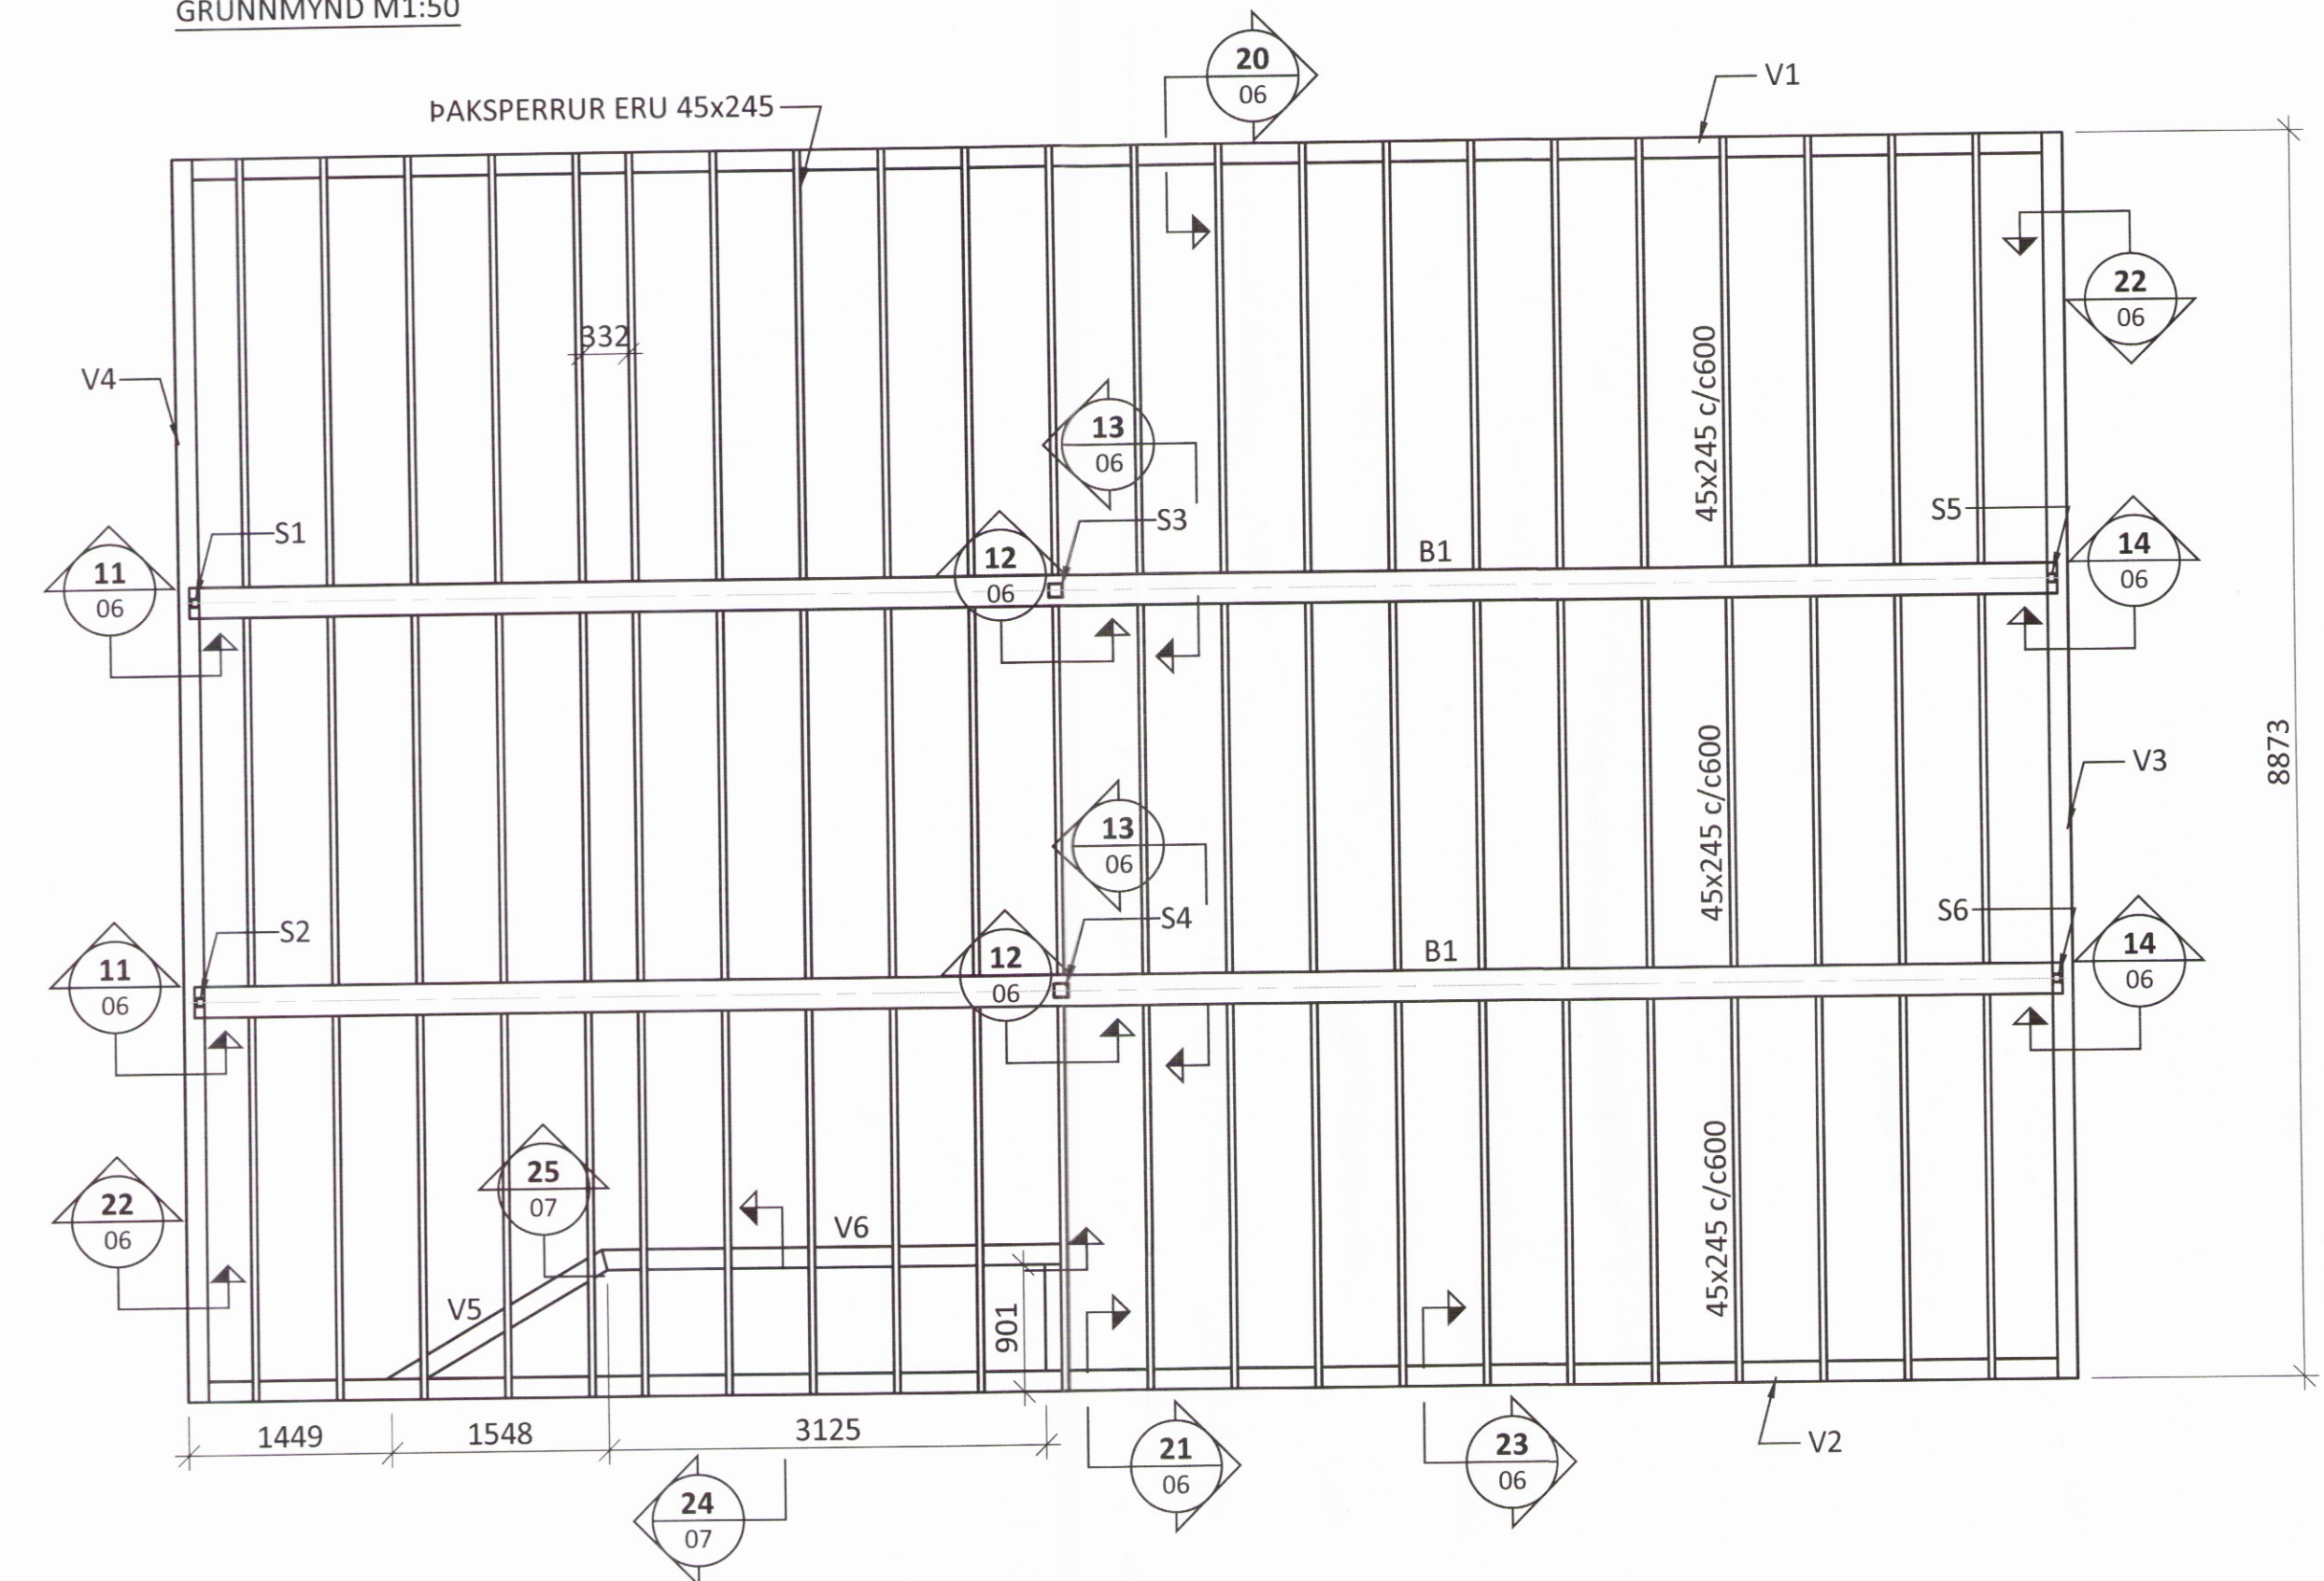 GRUNNMYND M1:50
ÞAKSPERRUR ERU 45x245
20
06
V1
22
06
332
V4
45x245 c/c600
13
06
S1
S3
S5
11
06
12
06
B1
14
06
45x245 c/c600
8873
V3
13
06
S2
S4
S6
11
06
12
06
B1
14
06
22
06
25
07
V6
V5
901
45x245 c/c600
1449
1548
3125
21
06
23
06
V2
24
07